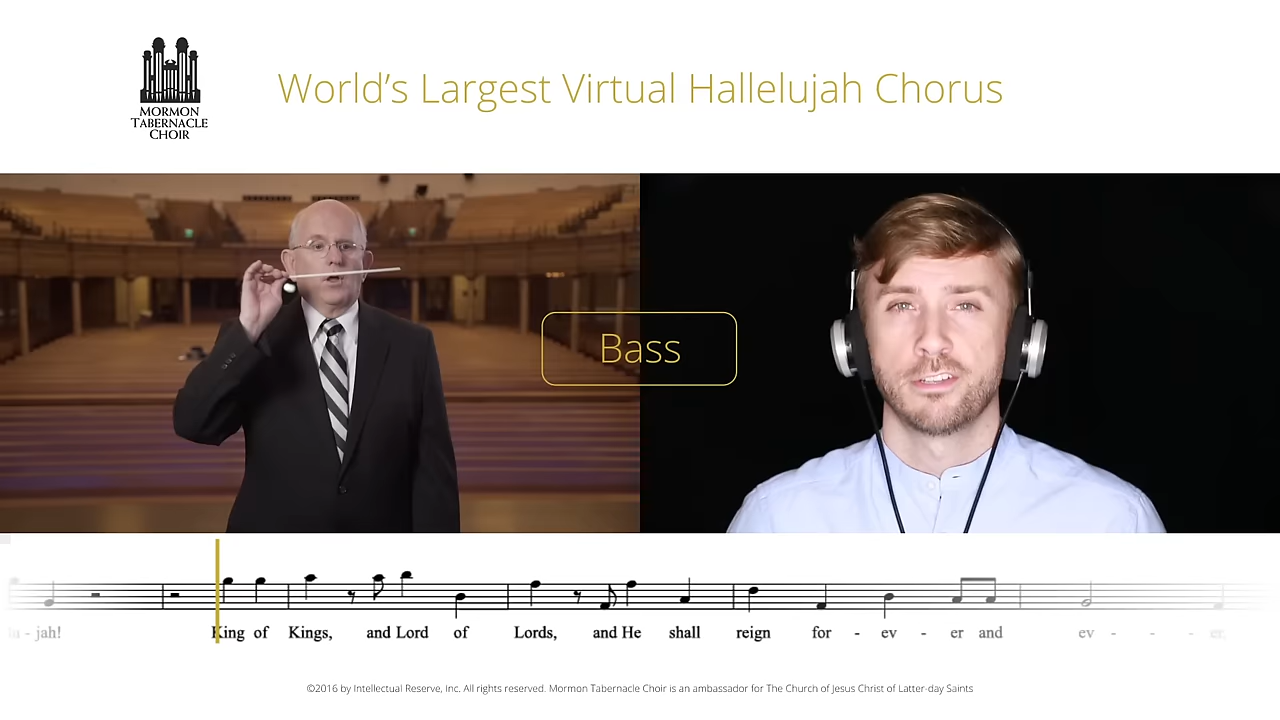 MORMON
TABERNACLE
CHOIR
World's Largest Virtual Hallelujah Chorus
Bass
- jah! King of Kings, and Lord of Lords, and He shall reign for - ev - er and ev - - - er,
©2016 by Intellectual Reserve, Inc. All rights reserved. Mormon Tabernacle Choir is an ambassador for The Church of Jesus Christ of Latter-day Saints